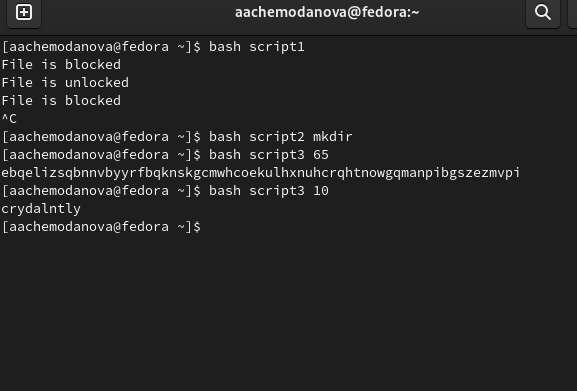 aachemodanova@fedora:~
[aachemodanova@fedora ~]$ bash script1
File is blocked
File is unlocked
File is blocked
^C
[aachemodanova@fedora ~]$ bash script2 mkdir
[aachemodanova@fedora ~]$ bash script3 65
ebqelizsqbnnvbyyrfbqknskgcmwhcoekulhxnuhcrqhtnowgqmanpibgszezmvpi
[aachemodanova@fedora ~]$ bash script3 10
crydalntly
[aachemodanova@fedora ~]$